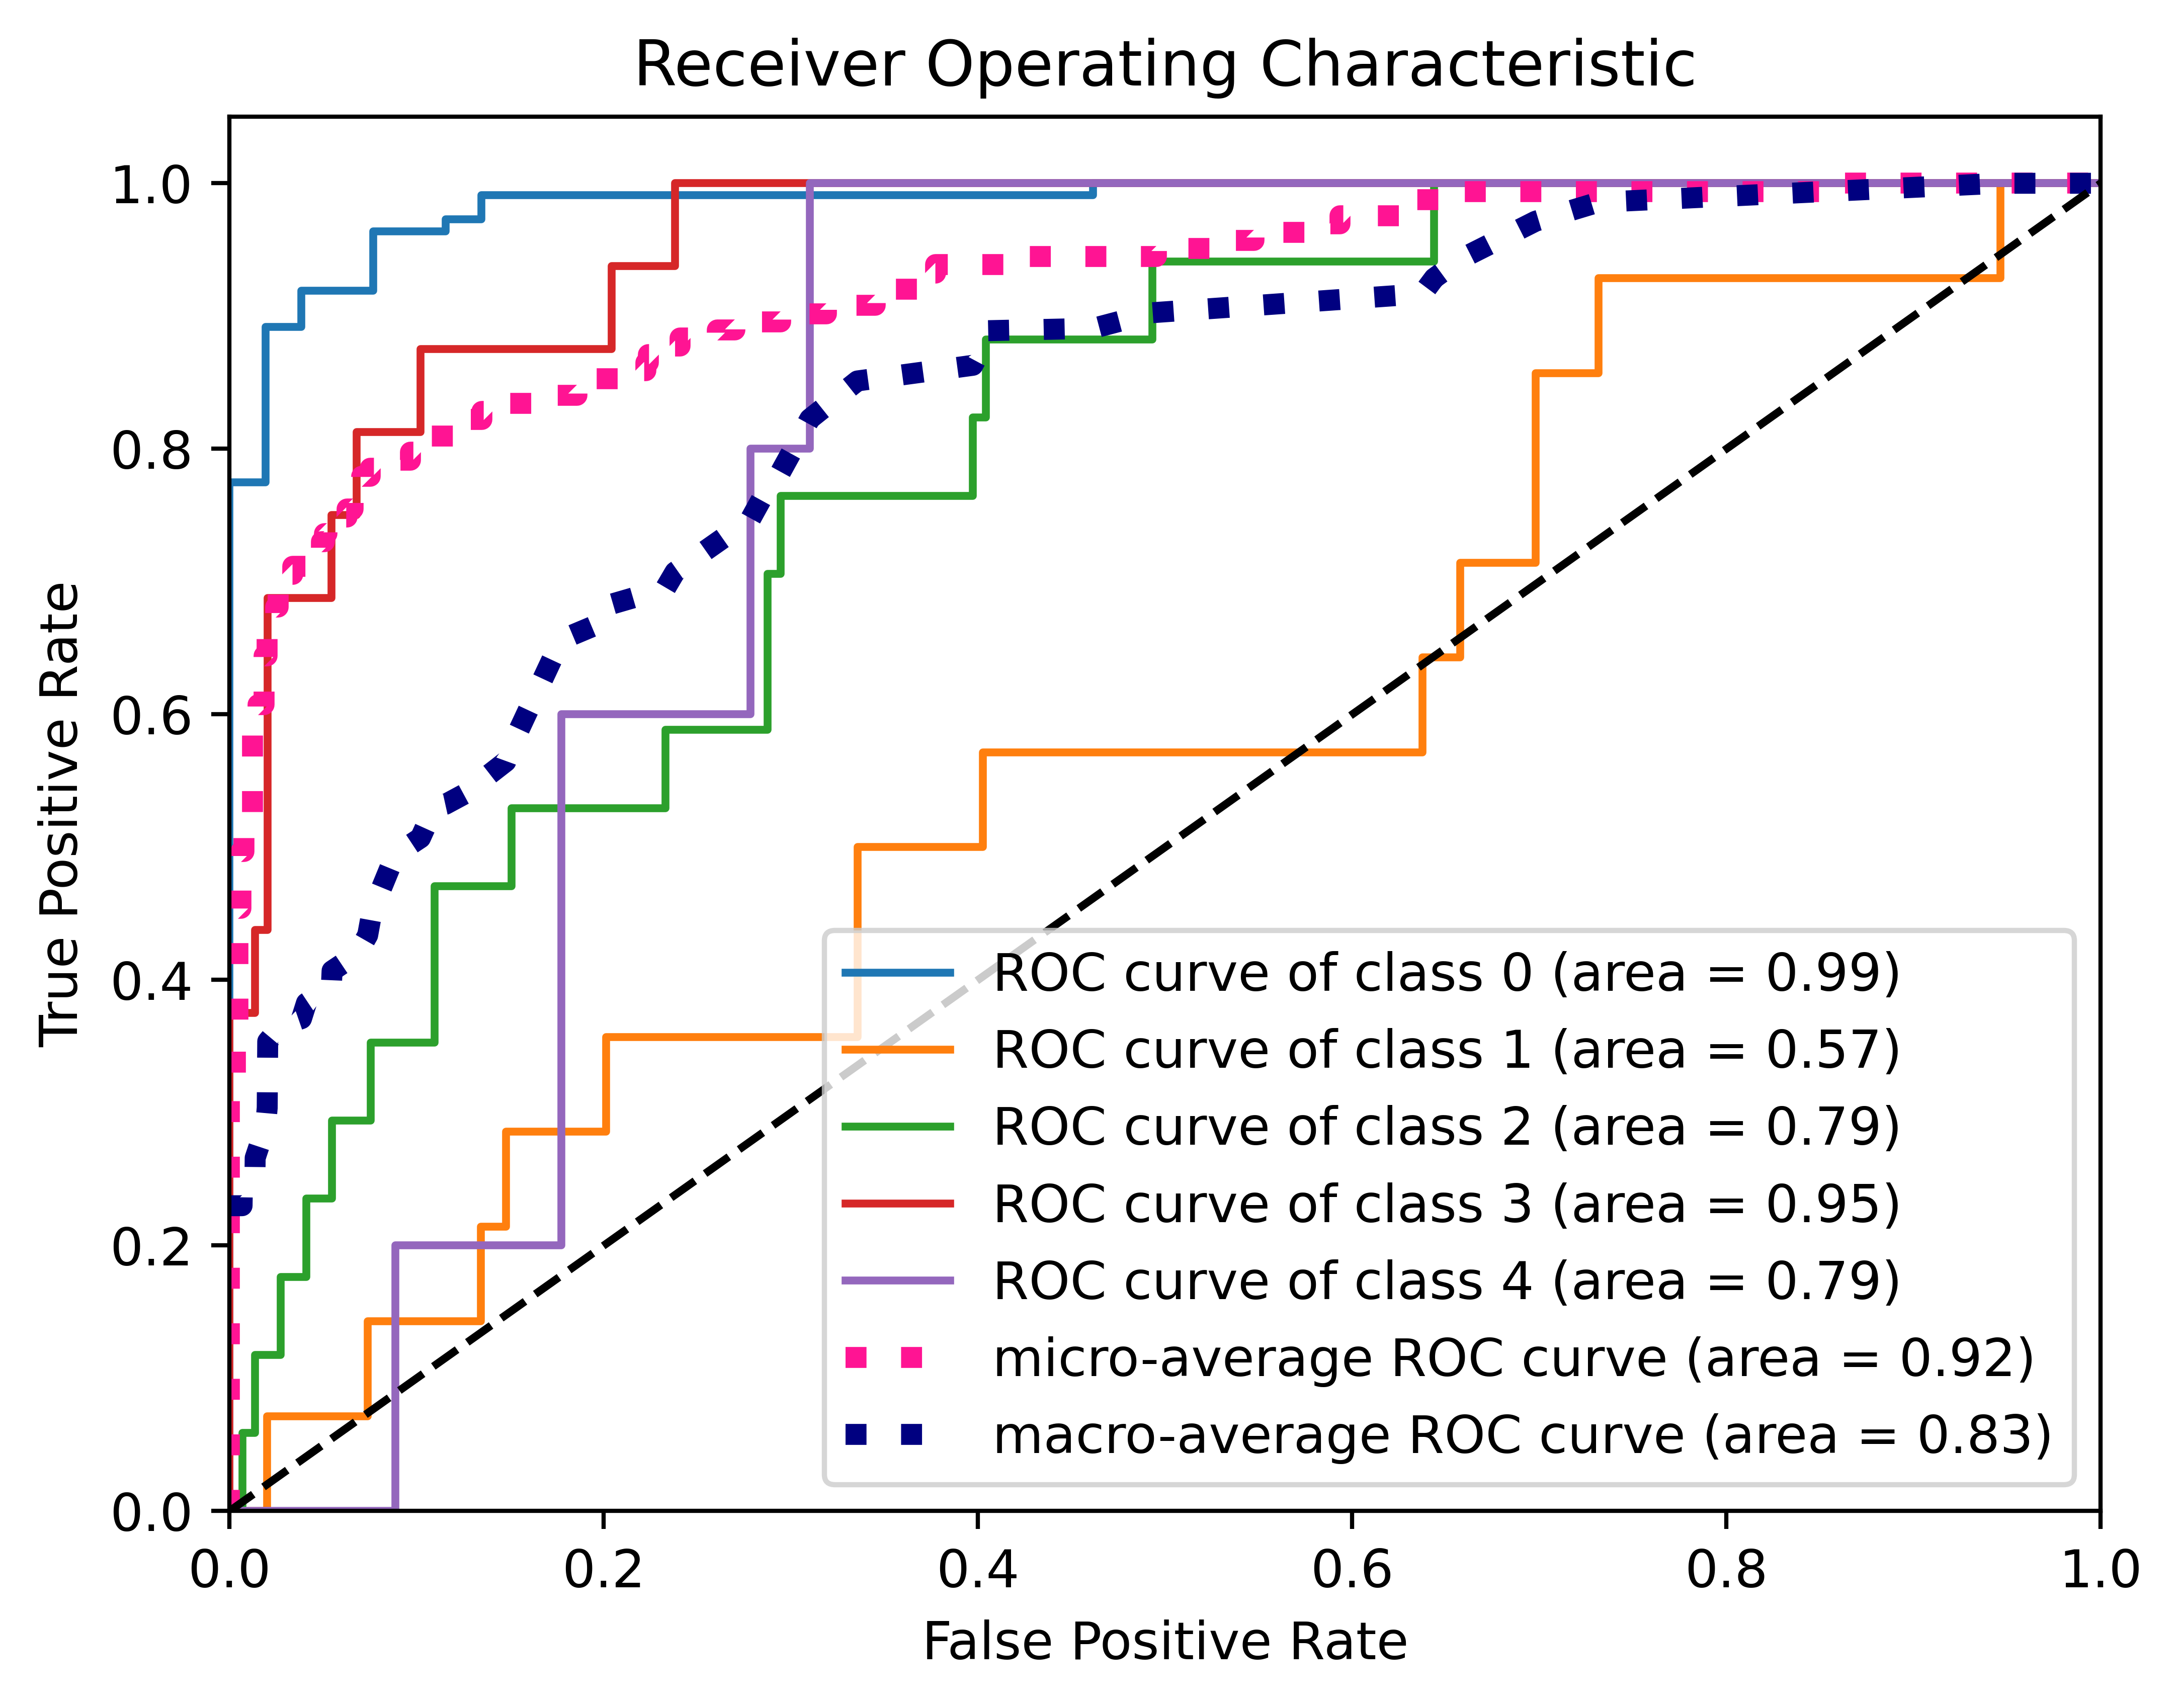 Receiver Operating Characteristic
True Positive Rate
1.0
0.8
0.6
0.4
0.2
0.0
ROC curve of class 0 (area = 0.99)
ROC curve of class 1 (area = 0.57)
ROC curve of class 2 (area = 0.79)
ROC curve of class 3 (area = 0.95)
ROC curve of class 4 (area = 0.79)
micro-average ROC curve (area = 0.92)
macro-average ROC curve (area = 0.83)
0.0 0.2 0.4 0.6 0.8 1.0
False Positive Rate